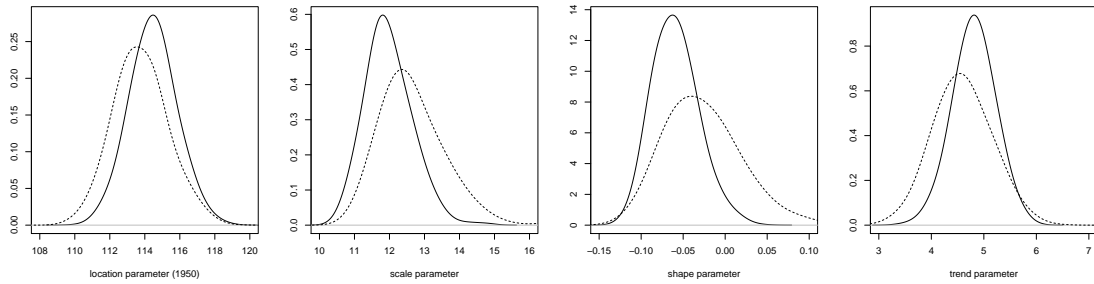 0.00 0.05 0.10 0.15 0.20 0.25
108 110 112 114 116 118 120
location parameter (1950)
0.0 0.1 0.2 0.3 0.4 0.5 0.6
10 11 12 13 14 15 16
scale parameter
0 2 4 6 8 10 12 14
−0.15 −0.10 −0.05 0.00 0.05 0.10
shape parameter
0.0 0.2 0.4 0.6 0.8
3 4 5 6 7
trend parameter